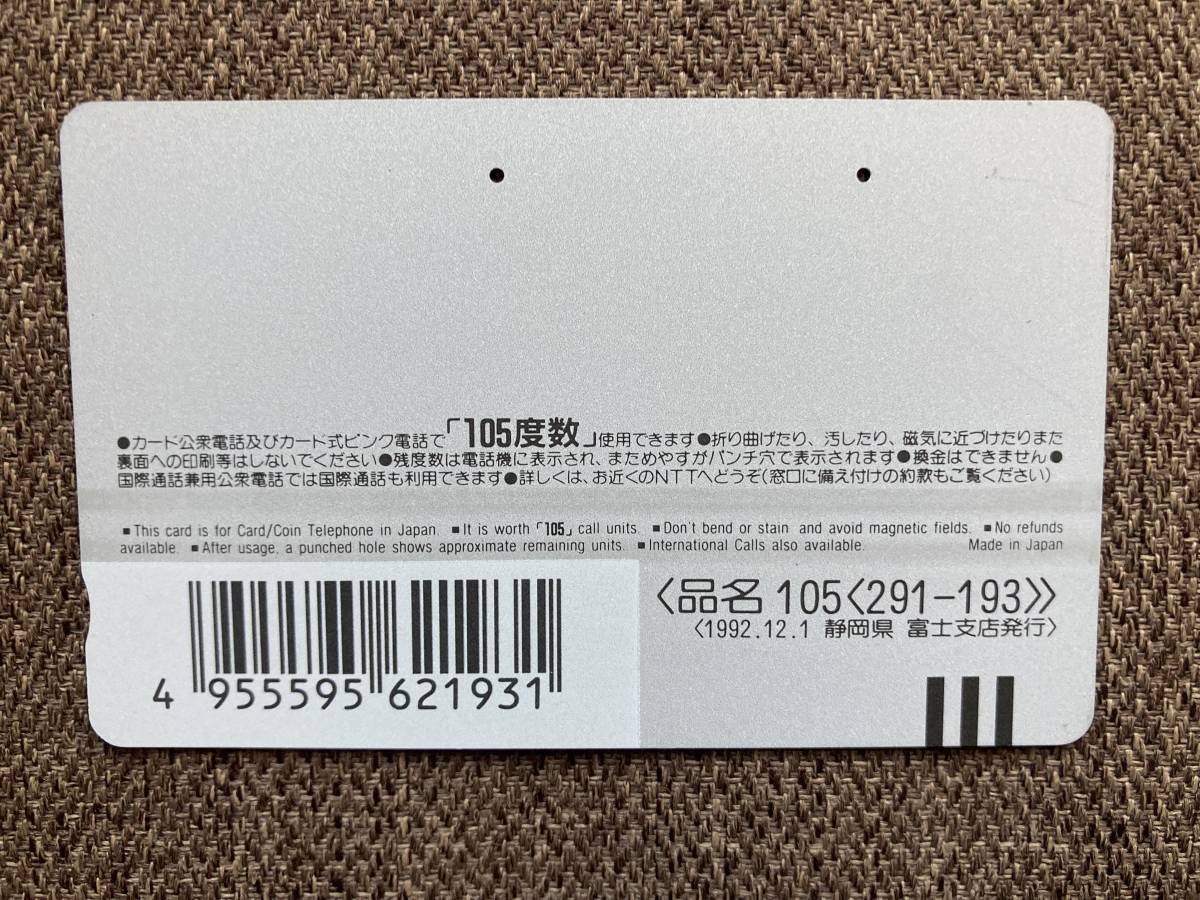 ●カード公衆電話及びカード式ピンク電話で「105度数」使用できます●折り曲げたり、汚したり、磁気に近づけたりまた
裏面への印刷等はしないでください●残度数は電話機に表示され、まためやすがパンチ穴で表示されます●換金はできません●
国際通話兼用公衆電話では国際通話も利用できます●詳しくは、お近くのNTTへどうぞ(窓口に備え付けの約款もご覧ください)
■This card is for Card/Coin Telephone in Japan. ■It is worth「105」call units. ■Don't bend or stain and avoid magnetic fields. ■No refunds
available. ■After usage, a punched hole shows approximate remaining units. ■International Calls also available. Made in Japan
〈品名 105〈291-193〉〉
〈1992.12.1 静岡県 富士支店発行〉
4 955595 621931